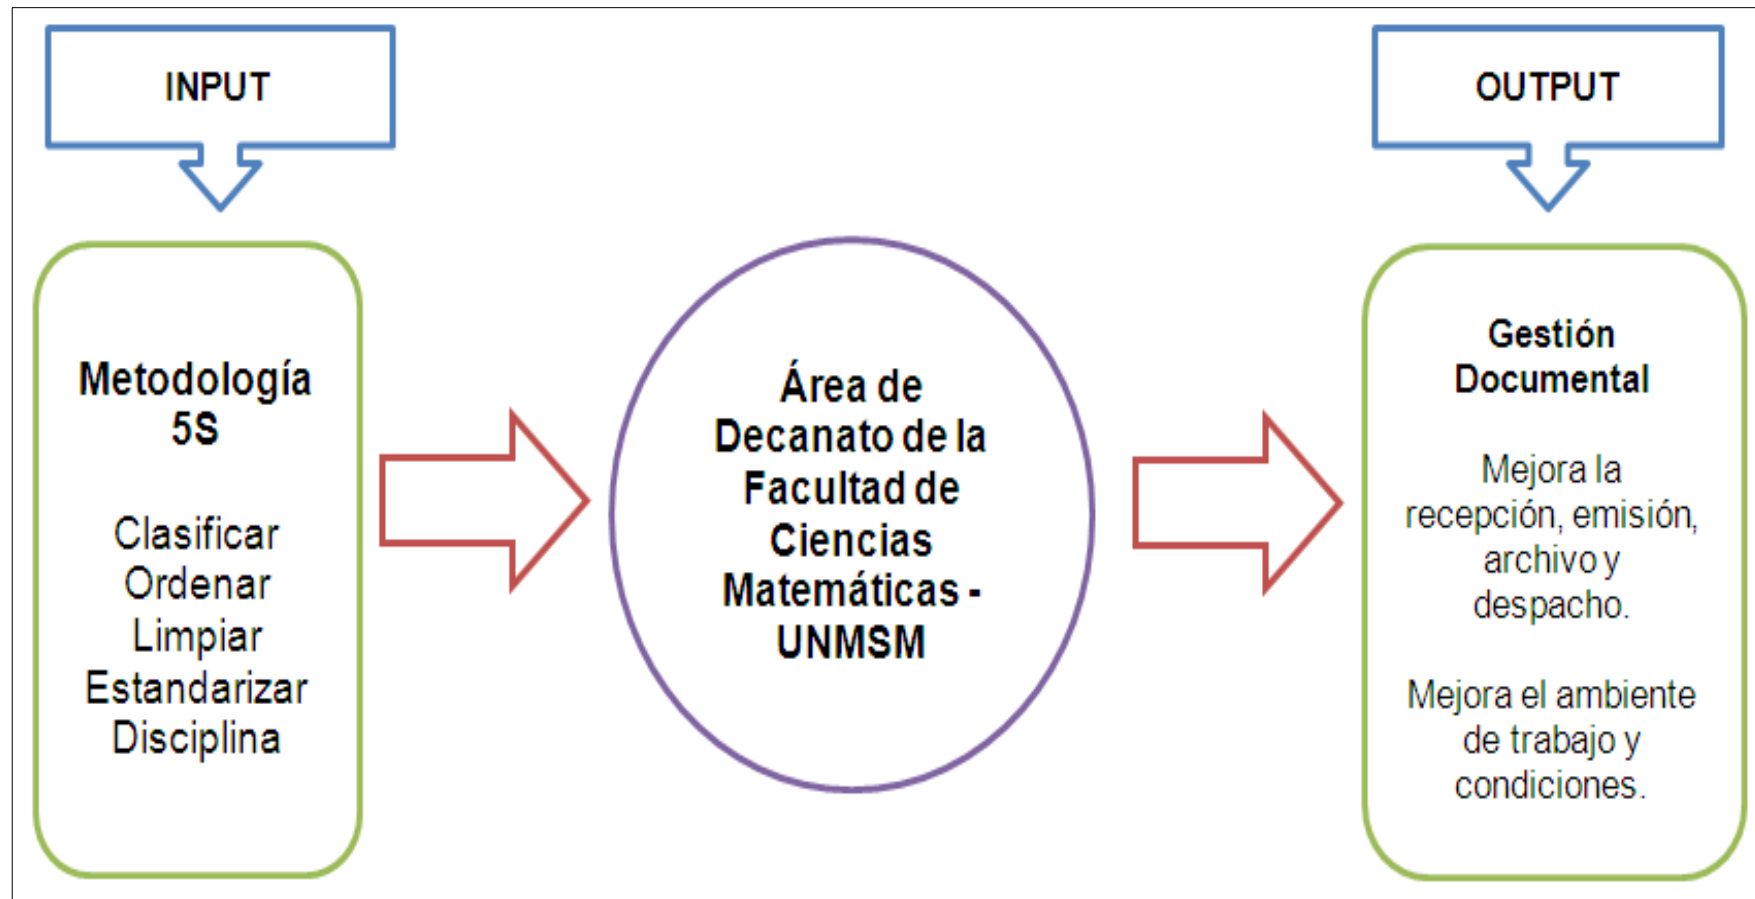 INPUT
OUTPUT
Metodología
5S
Clasificar
Ordenar
Limpiar
Estandarizar
Disciplina
Área de
Decanato de la
Facultad de
Ciencias
Matemáticas -
UNMSM
Gestión
Documental
Mejora la
recepción, emisión,
archivo y
despacho.
Mejora el ambiente
de trabajo y
condiciones.